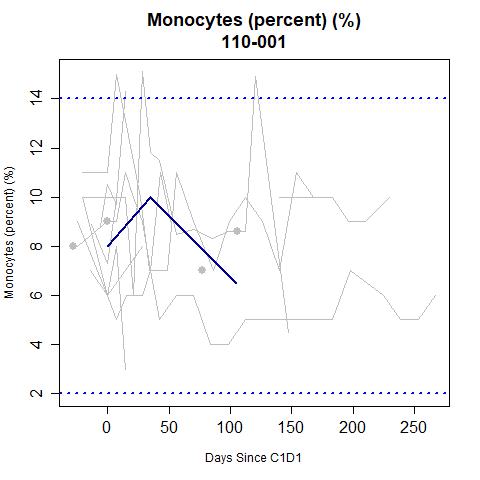 Monocytes (percent) (%)
110-001
Monocytes (percent) (%)
14
12
10
8
6
4
2
0 50 100 150 200 250
Days Since C1D1